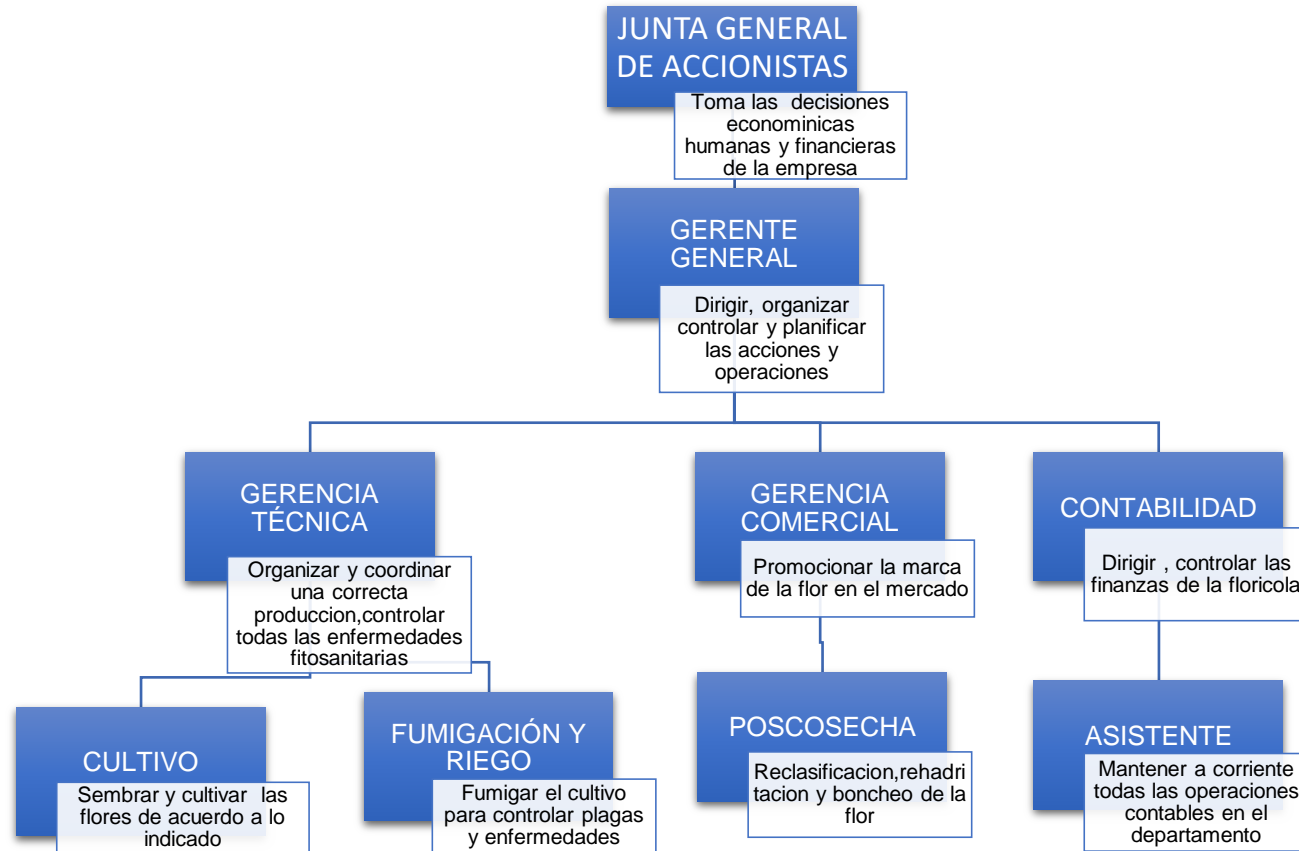 JUNTA GENERAL
DE ACCIONISTAS
Toma las decisiones
econominicas
humanas y financieras
de la empresa
GERENTE
GENERAL
Dirigir, organizar
controlar y planificar
las acciones y
operaciones
GERENCIA
TÉCNICA
Organizar y coordinar
una correcta
produccion,controlar
todas las enfermedades
fitosanitarias
GERENCIA
COMERCIAL
Promocionar la marca
de la flor en el mercado
CONTABILIDAD
Dirigir , controlar las
finanzas de la floricola
CULTIVO
Sembrar y cultivar las
flores de acuerdo a lo
indicado
FUMIGACIÓN Y
RIEGO
Fumigar el cultivo
para controlar plagas
y enfermedades
POSCOSECHA
Reclasificacion,rehadri
tacion y boncheo de la
flor
ASISTENTE
Mantener a corriente
todas las operaciones
contables en el
departamento